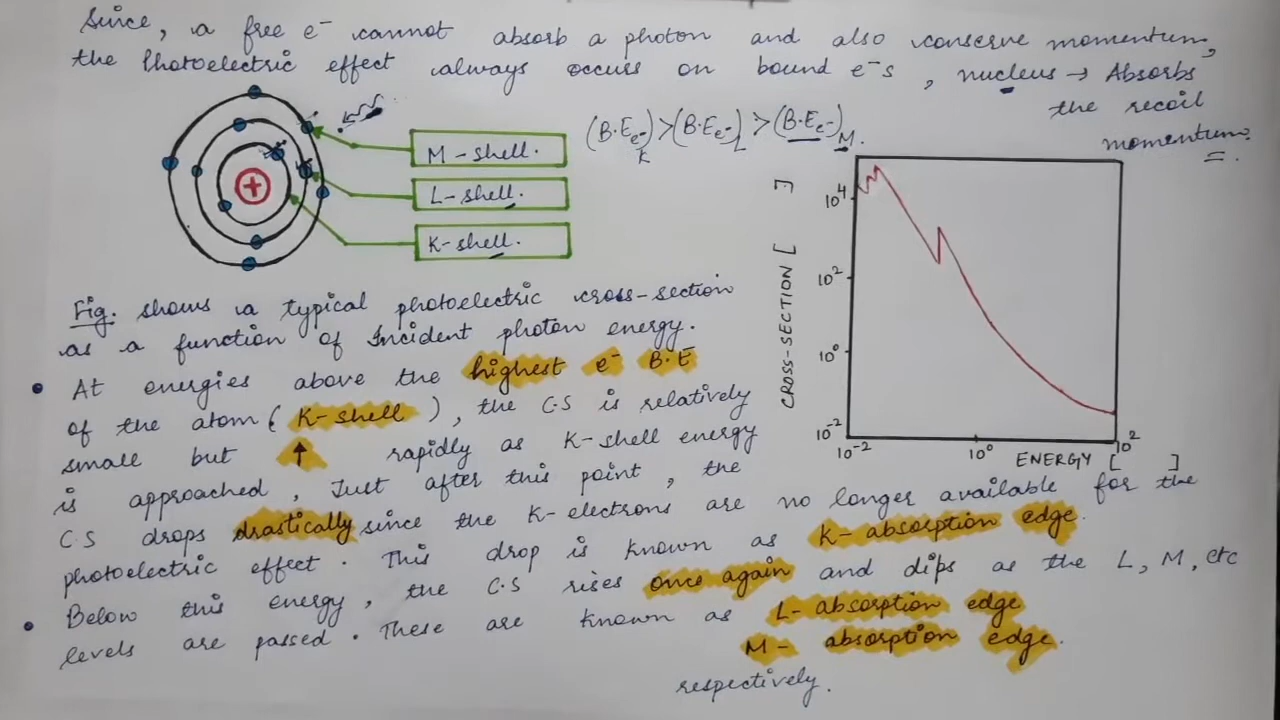 Since, a free e⁻ cannot absorb a photon and also conserve momentum,
the Photoelectric effect always occurs on bound e⁻s, nucleus → Absorbs
the recoil
momentum.
(B.E e⁻)K > (B.E e⁻)L > (B.E e⁻)M
M-shell.
L-shell.
K-shell.
+
CROSS-SECTION [ ]
10⁴
10²
10⁰
10⁻²
10⁻² 10⁰ 10²
ENERGY [ ]
Fig. shows a typical photoelectric cross-section
as a function of Incident photon energy.
• At energies above the highest e⁻ B.E
of the atom (K-shell), the C.S is relatively
small but ↑ rapidly as K-shell energy
is approached, Just after this point, the
C.S drops drastically since the K-electrons are no longer available for the
photoelectric effect. This drop is known as K-absorption edge.
• Below this energy, the C.S rises once again and dips as the L, M, etc
levels are passed. These are known as L-absorption edge
M- absorption edge.
respectively.